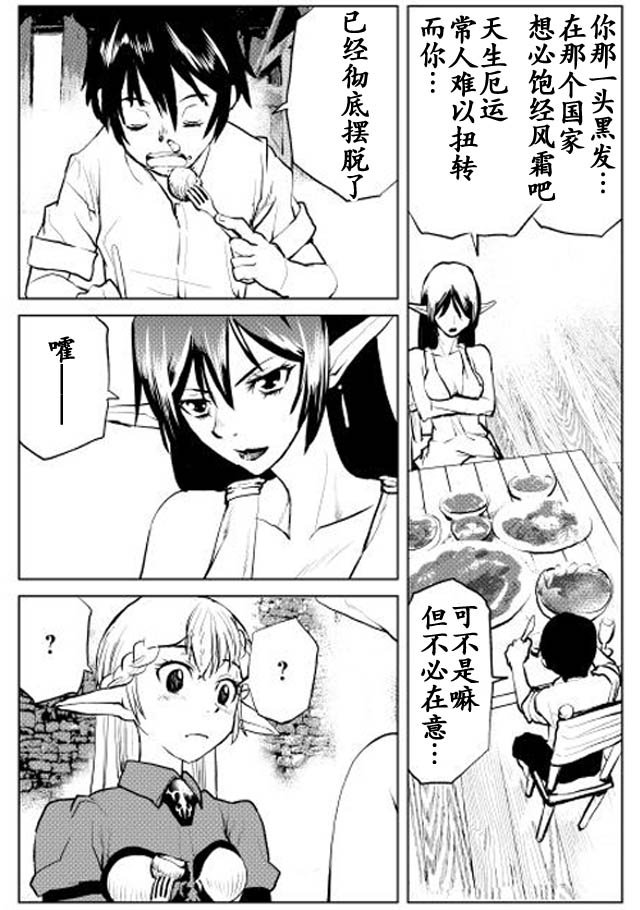 你那一头黑发…
在那个国家
想必饱经风霜吧
天生厄运
常人难以扭转
而你…
可不是嘛
但不必在意…
已经彻底摆脱了
嚯——
?
?